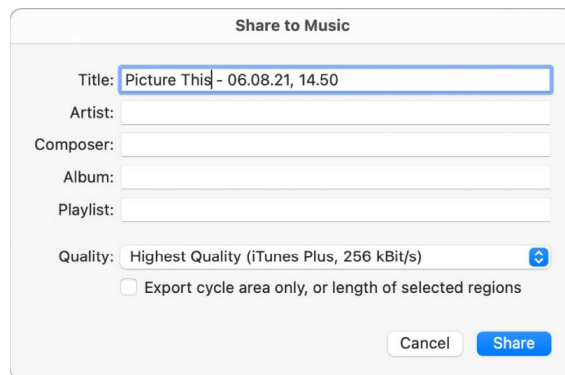 Share to Music
Title: Picture This - 06.08.21, 14.50
Artist:
Composer:
Album:
Playlist:
Quality: Highest Quality (iTunes Plus, 256 kBit/s)
Export cycle area only, or length of selected regions
Cancel Share